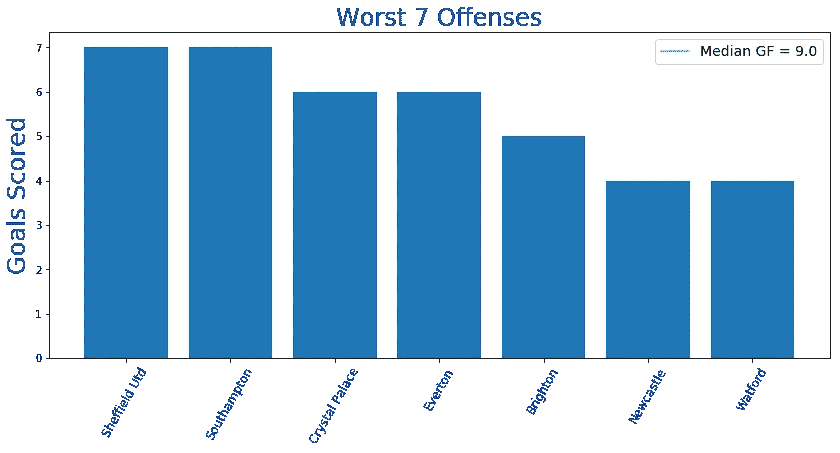 Worst 7 Offenses
Median GF = 9.0
Goals Scored
7
6
5
4
3
2
1
0
Sheffield Utd
Southampton
Crystal Palace
Everton
Brighton
Newcastle
Watford